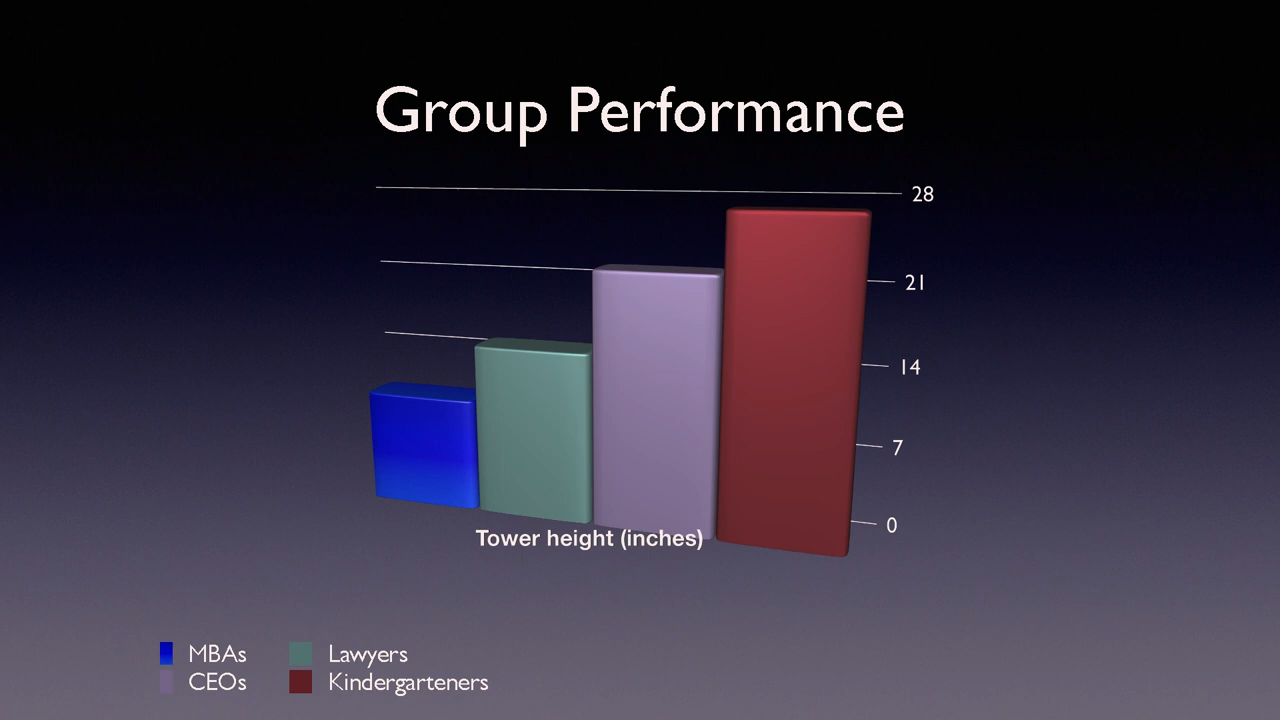 Group Performance
28
21
14
7
0
Tower height (inches)
MBAs
Lawyers
CEOs
Kindergarteners